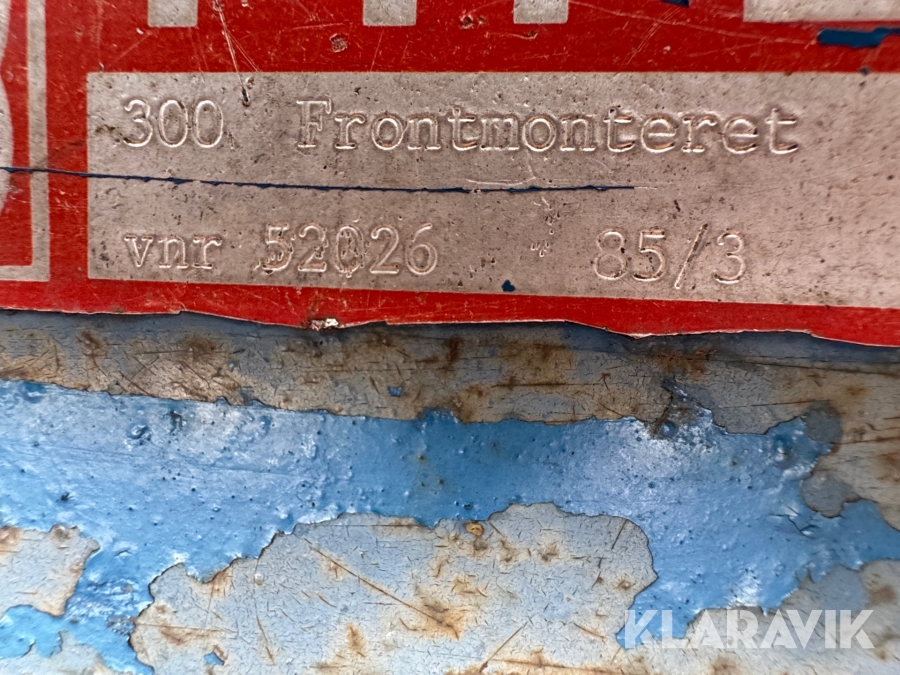 300 Frontmonteret
vnr 52026 85/3
KLARAVIK